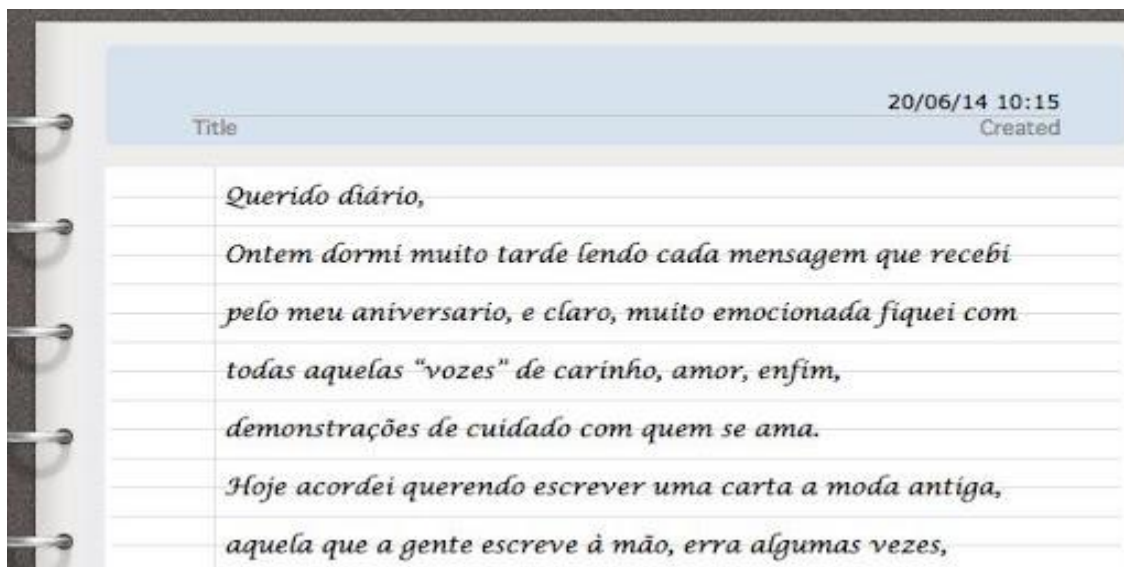 20/06/14 10:15
Title Created
Querido diário,
Ontem dormi muito tarde lendo cada mensagem que recebi
pelo meu aniversario, e claro, muito emocionada fiquei com
todas aquelas “vozes” de carinho, amor, enfim,
demonstrações de cuidado com quem se ama.
Hoje acordei querendo escrever uma carta a moda antiga,
aquela que a gente escreve à mão, erra algumas vezes,